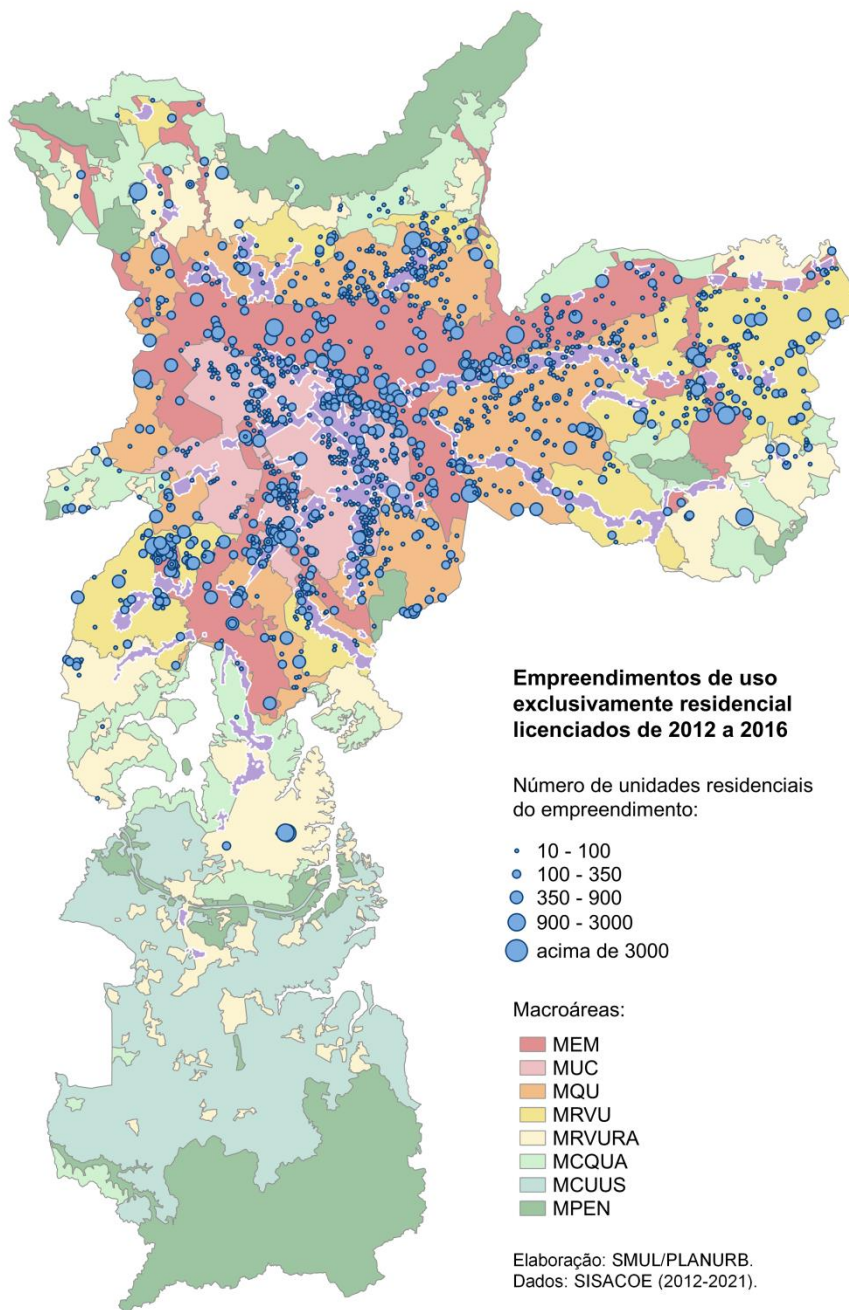 Empreendimentos de uso
exclusivamente residencial
licenciados de 2012 a 2016
Número de unidades residenciais
do empreendimento:
10 - 100
100 - 350
350 - 900
900 - 3000
acima de 3000
Macroáreas:
MEM
MUC
MQU
MRVU
MRVURA
MCQUA
MCUUS
MPEN
Elaboração: SMUL/PLANURB.
Dados: SISACOE (2012-2021).